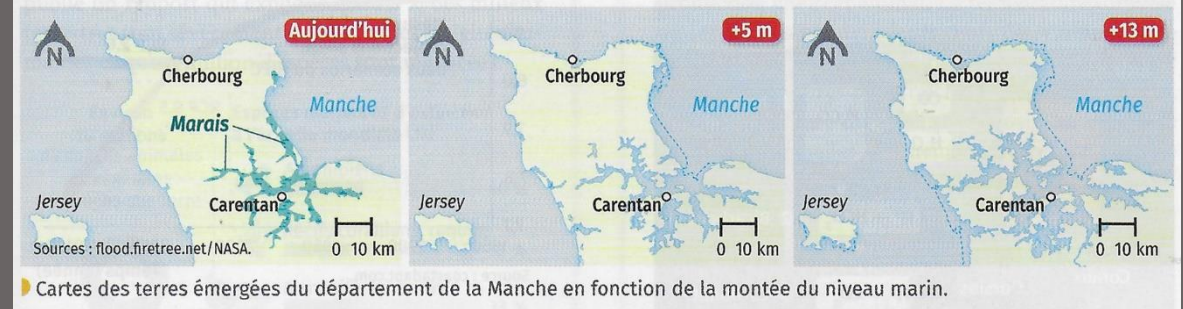 Aujourd'hui
N
Cherbourg
Manche
Marais
Jersey
Carentan
Sources : flood.firetree.net/NASA.
0 10 km
+5 m
N
Cherbourg
Manche
Jersey
Carentan
0 10 km
+13 m
N
Cherbourg
Manche
Jersey
Carentan
0 10 km
Cartes des terres émergées du département de la Manche en fonction de la montée du niveau marin.